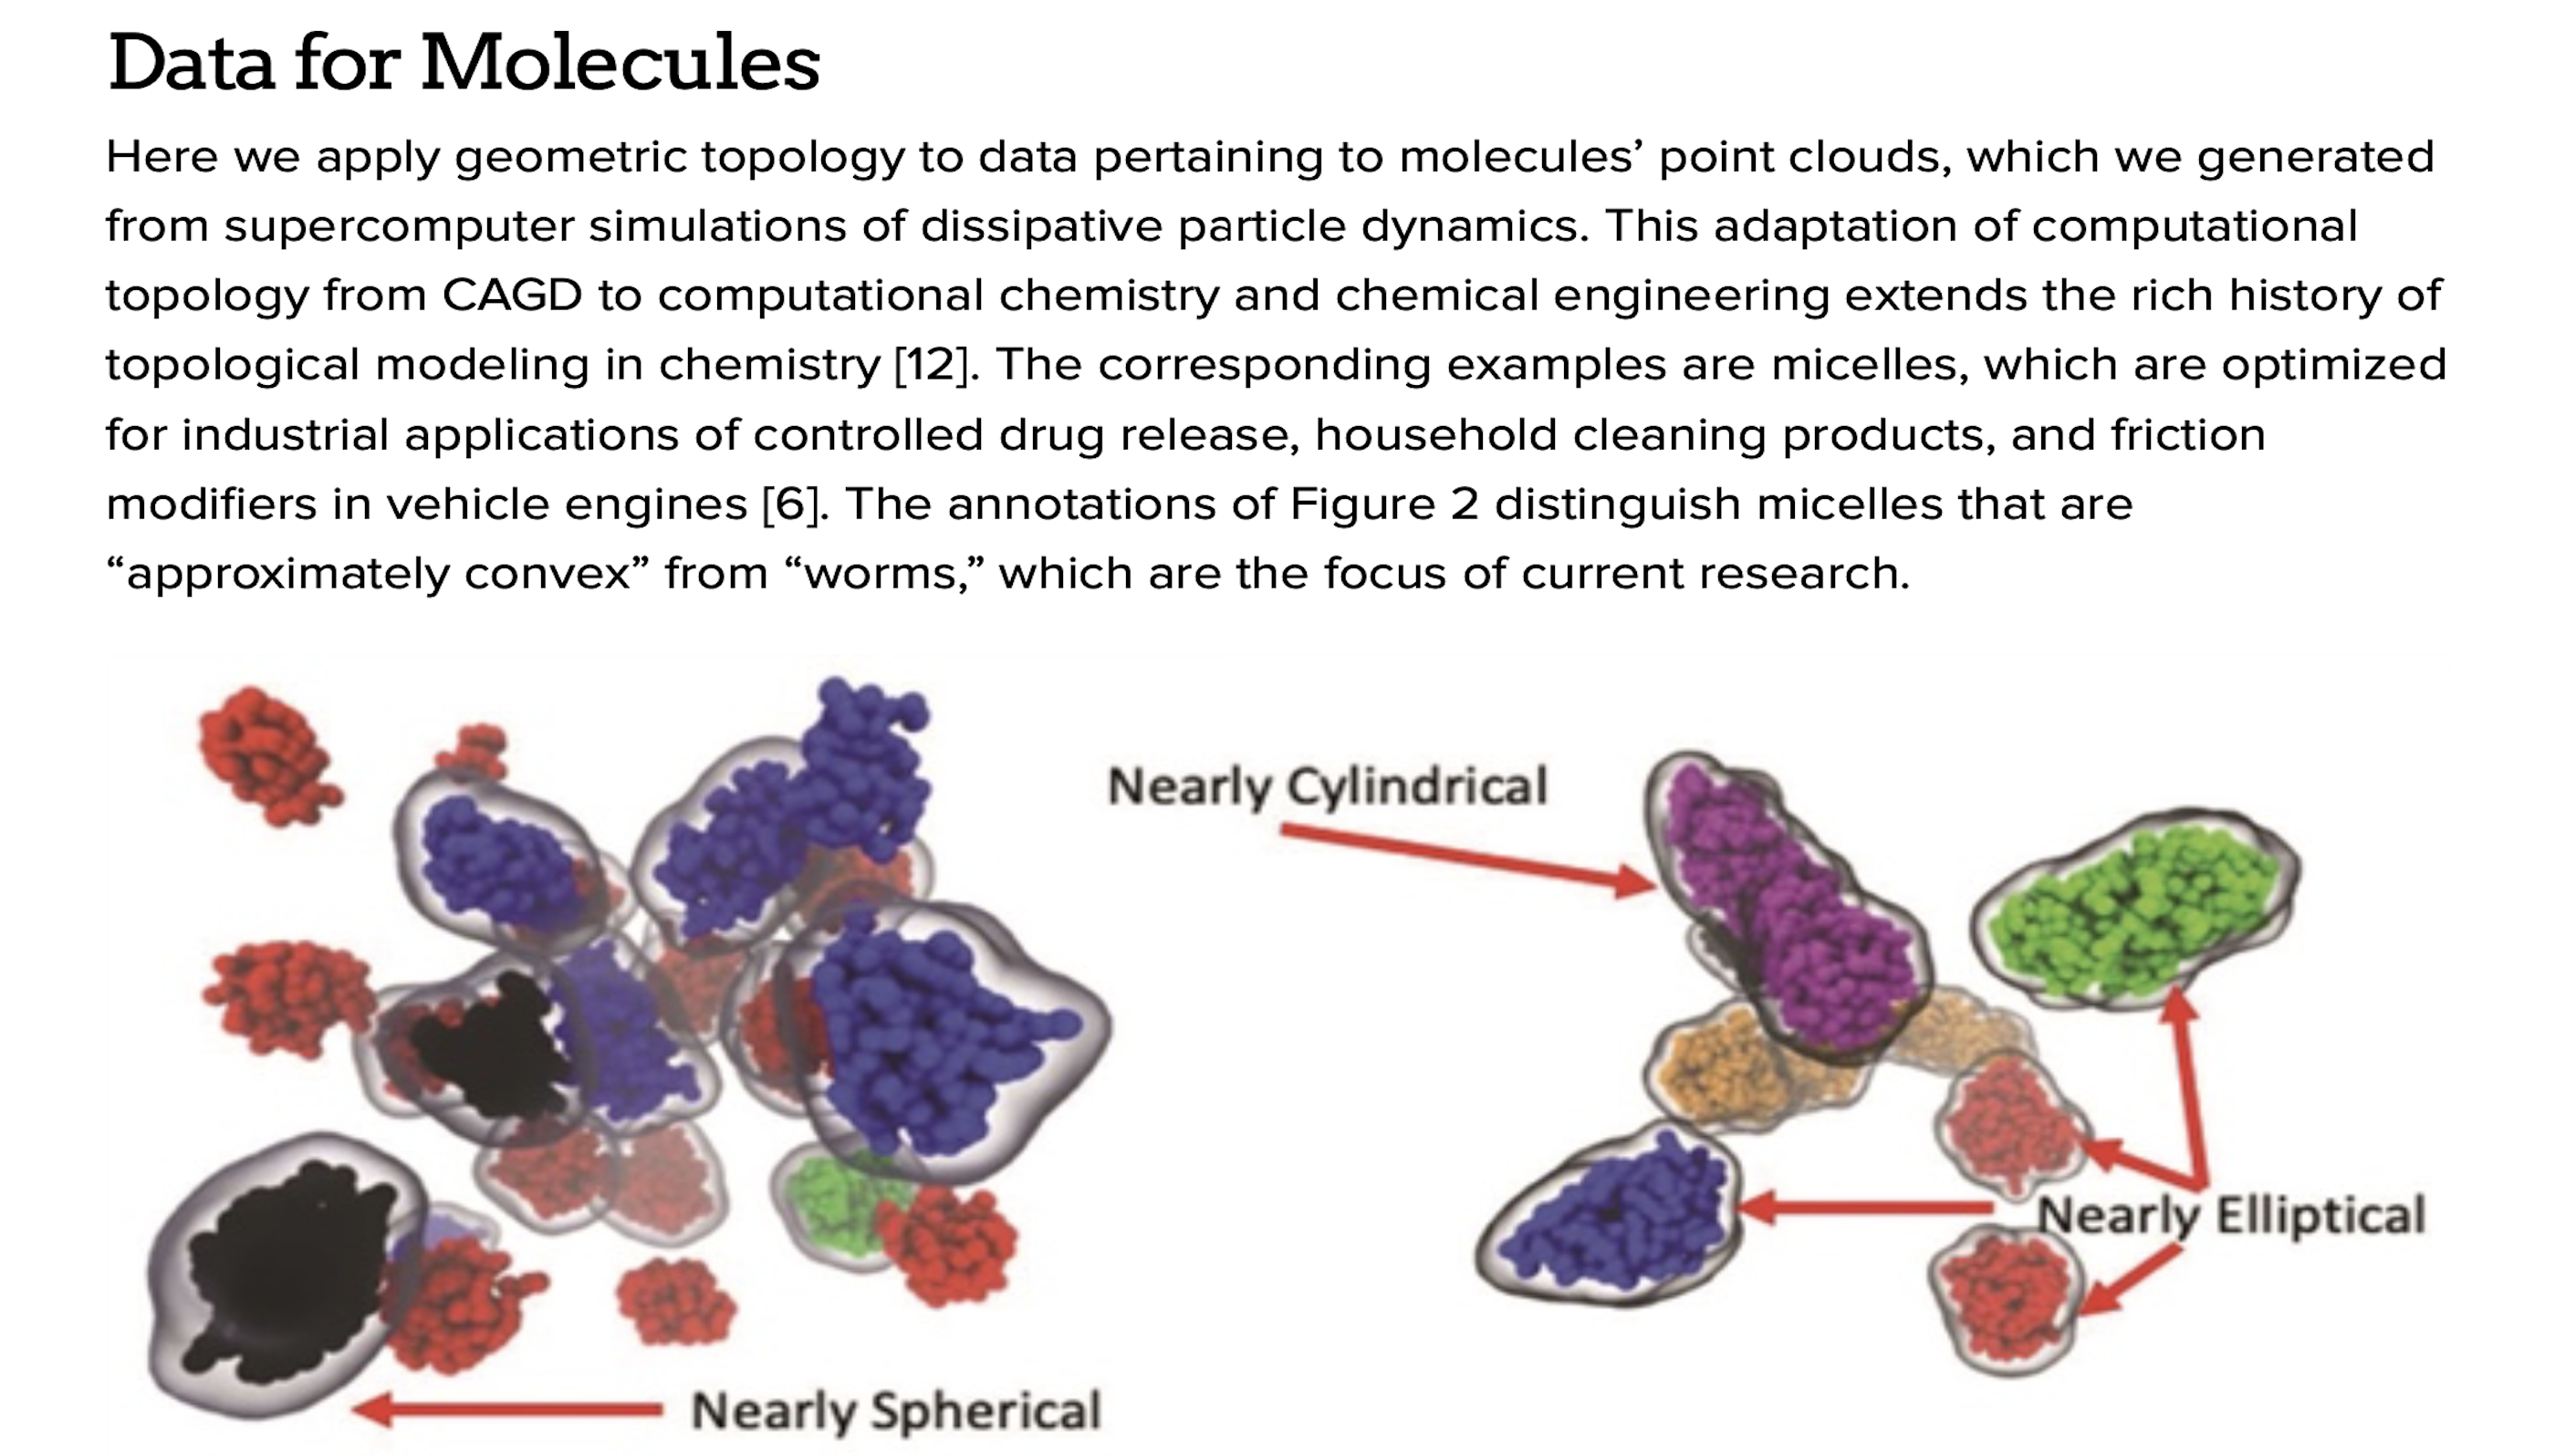 Data for Molecules
Here we apply geometric topology to data pertaining to molecules’ point clouds, which we generated
from supercomputer simulations of dissipative particle dynamics. This adaptation of computational
topology from CAGD to computational chemistry and chemical engineering extends the rich history of
topological modeling in chemistry [12]. The corresponding examples are micelles, which are optimized
for industrial applications of controlled drug release, household cleaning products, and friction
modifiers in vehicle engines [6]. The annotations of Figure 2 distinguish micelles that are
“approximately convex” from “worms,” which are the focus of current research.
Nearly Cylindrical
Nearly Elliptical
Nearly Spherical